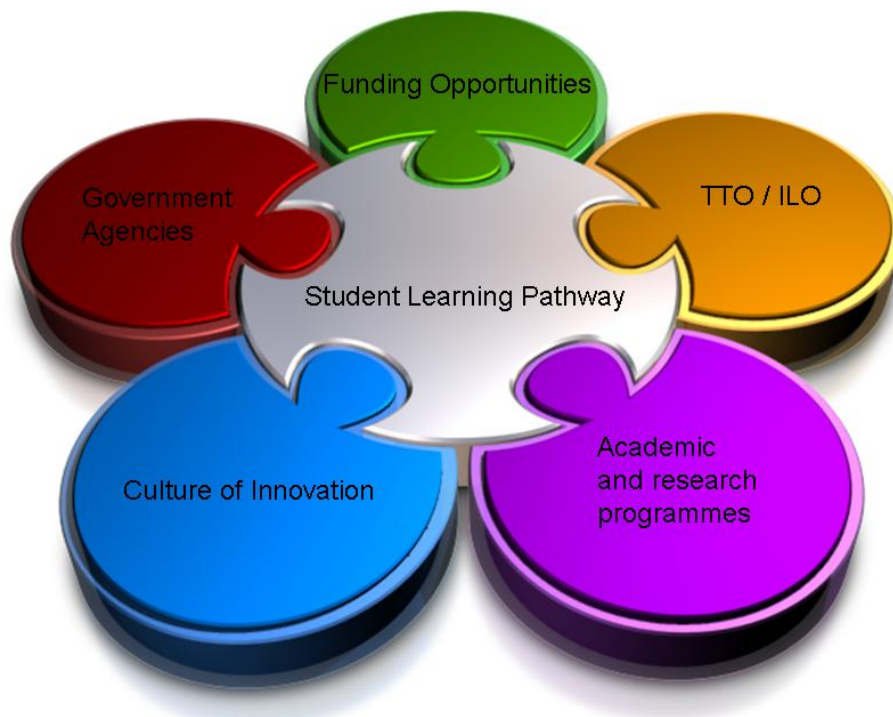 Funding Opportunities
Government
Agencies
TTO / ILO
Student Learning Pathway
Culture of Innovation
Academic
and research
programmes